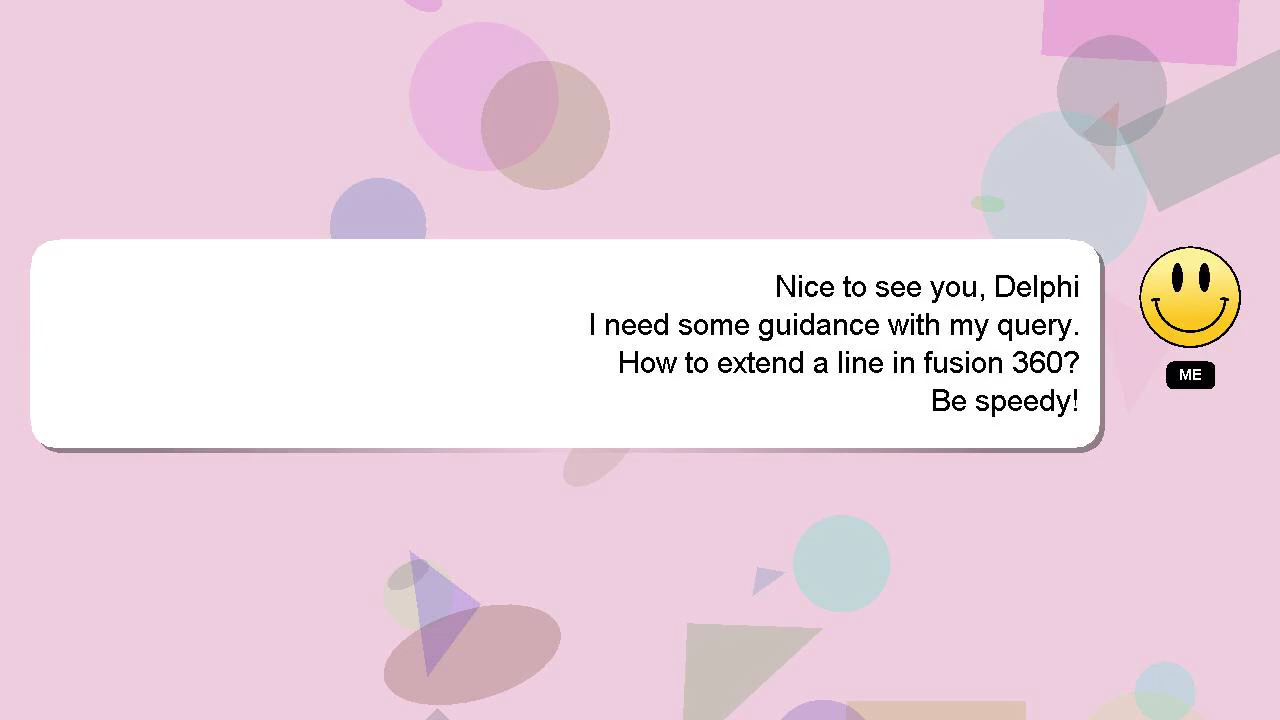 Nice to see you, Delphi
I need some guidance with my query.
How to extend a line in fusion 360?
Be speedy!
ME